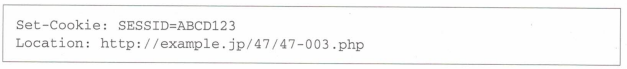 Set-Cookie: SESSID=ABCD123
Location: http://example.jp/47/47-003.php